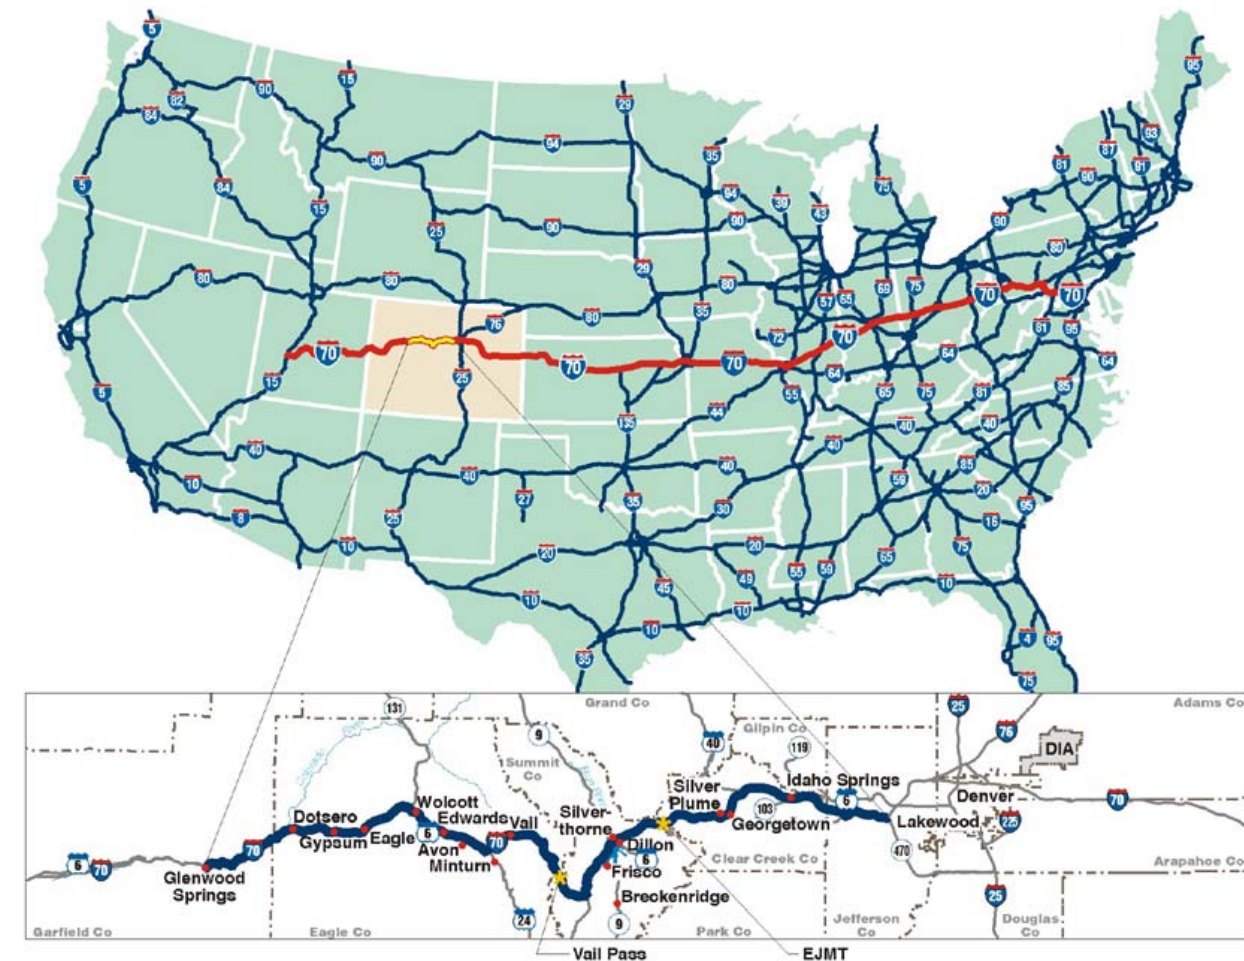 5
90
15
82
84
29
95
90
94
35
93
87
81
91
90
84
5
84
15
75
94
39
43
90
90
25
90
80
29
80
80
80
69
75
70
70
57
65
76
80
35
81
95
72
70
70
70
70
64
64
15
25
5
65
75
81
85
55
64
44
135
40
40
40
40
40
40
85
59
10
27
20
35
30
95
8
25
16
10
20
20
65
75
55
59
49
45
10
10
10
10
4
95
35
75
Grand Co
Adams Co
131
25
9
Gilpin Co
76
40
119
DIA
Summit
Co
Colorado River
Idaho Springs
Silver
Plume
Denver
Wolcott
103
6
70
Dotsero
Edwards
Vail
Silver-
thorne
Georgetown
Lakewood
225
Gypsum
Eagle
6
70
Avon
Dillon
6
470
70
Minturn
Clear Creek Co
Arapahoe Co
6
70
Glenwood
Springs
Frisco
Breckenridge
25
24
9
Jefferson
Co
Douglas
Co
Garfield Co
Eagle Co
Park Co
Vail Pass
EJMT